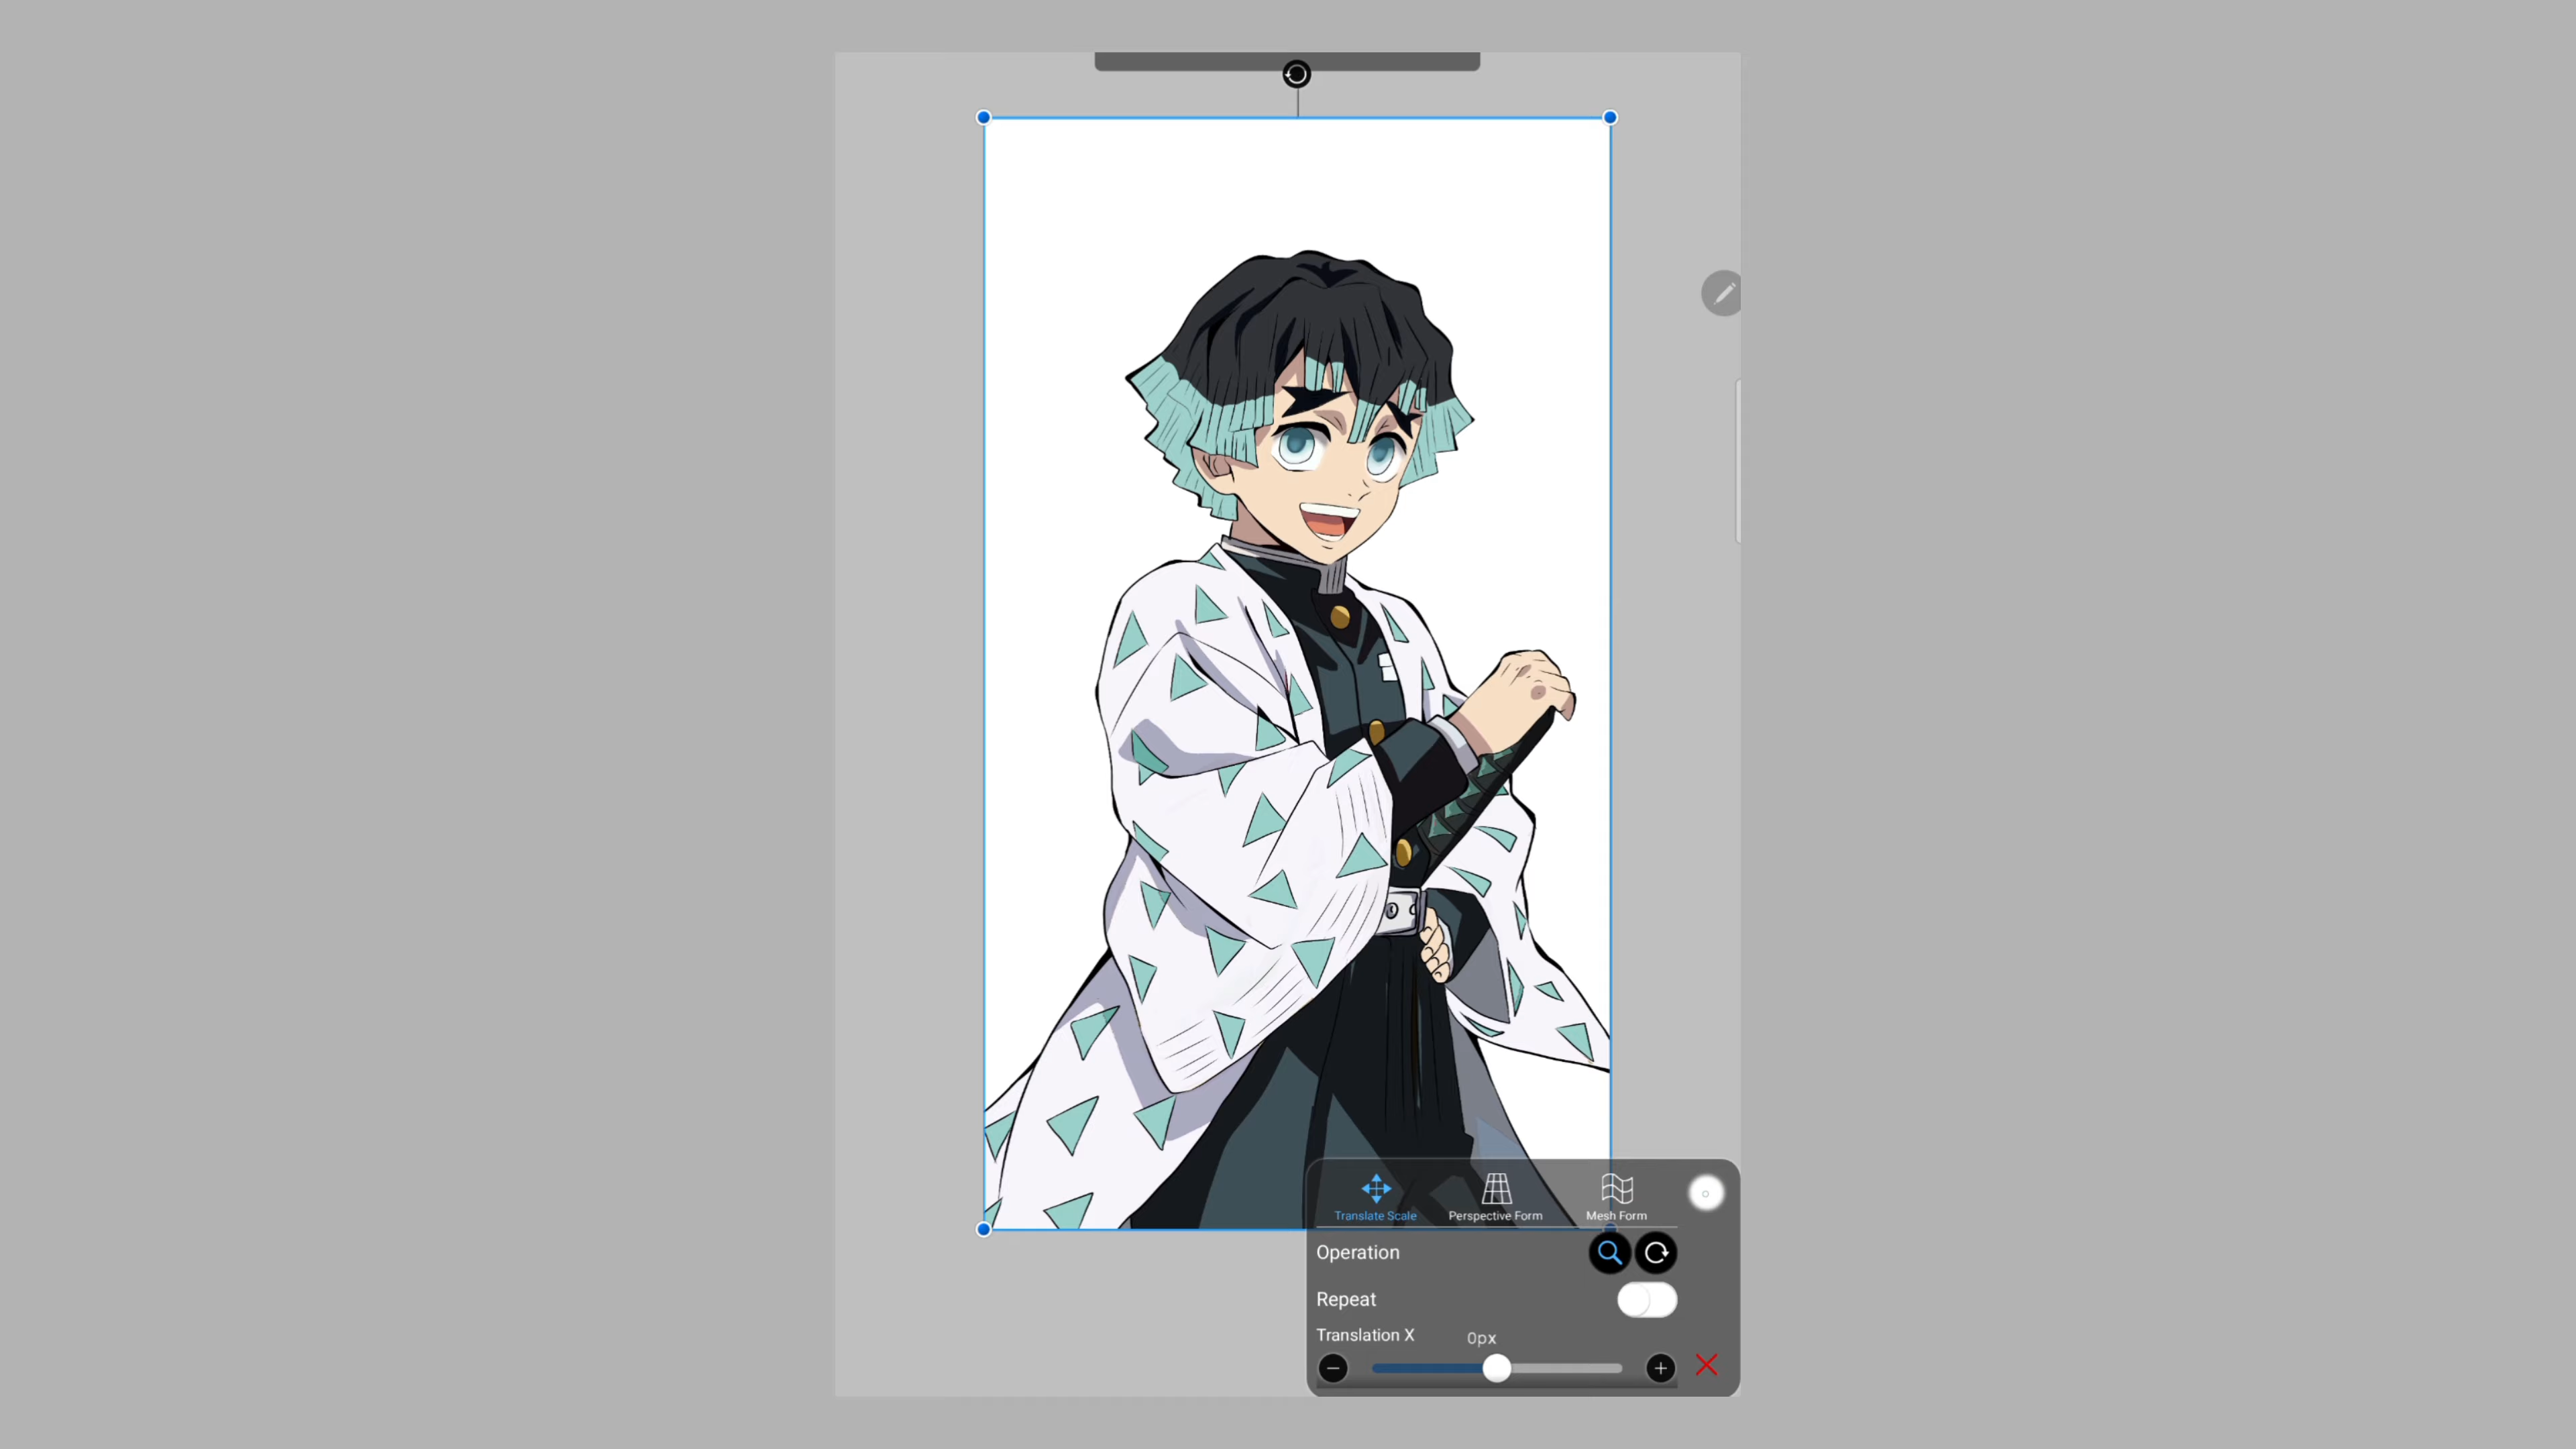 Translate Scale
Perspective Form
Mesh Form
Operation
Repeat
Translation X
0px